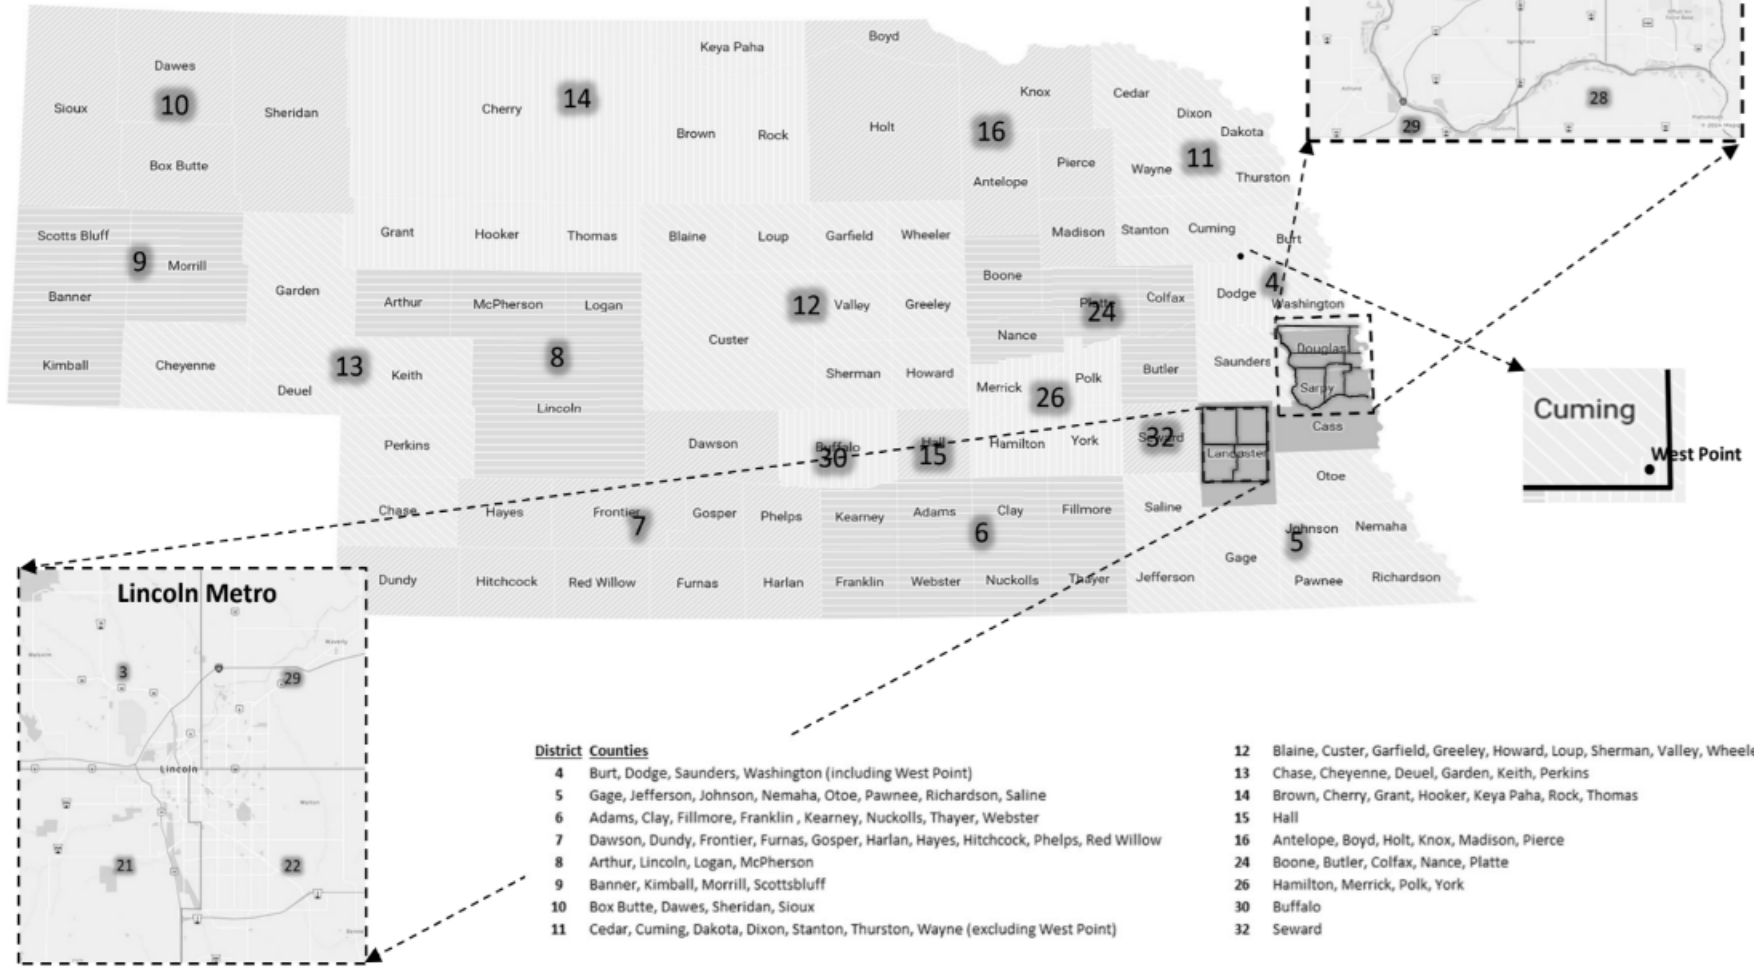 Boyd
Keya Paha
Dawes
Sioux
10
Sheridan
Box Butte
Cherry
14
Brown
Rock
Holt
Knox
16
Antelope
Pierce
Cedar
Dixon
Dakota
Wayne
11
Thurston
28
29
Scotts Bluff
9
Morrill
Banner
Kimball
Cheyenne
Garden
Deuel
13
Keith
Grant
Hooker
Thomas
Arthur
McPherson
Logan
8
Lincoln
Perkins
Blaine
Loup
Garfield
Wheeler
12
Valley
Greeley
Custer
Sherman
Howard
Madison
Stanton
Cuming
Burt
Boone
Platte
24
Colfax
Nance
Dodge
4
Washington
Merrick
26
Polk
Butler
Saunders
Douglas
Sarpy
Cass
Dawson
Buffalo
30
Hall
15
Hamilton
York
Seward
32
Lancaster
Otoe
Cuming
West Point
Chase
Hayes
Frontier
7
Gosper
Phelps
Kearney
Adams
Clay
6
Fillmore
Saline
Johnson
5
Nemaha
Gage
Dundy
Hitchcock
Red Willow
Furnas
Harlan
Franklin
Webster
Nuckolls
Thayer
Jefferson
Pawnee
Richardson
Lincoln Metro
3
29
Waverly
Lincoln
21
22
District Counties
4 Burt, Dodge, Saunders, Washington (including West Point)
5 Gage, Jefferson, Johnson, Nemaha, Otoe, Pawnee, Richardson, Saline
6 Adams, Clay, Fillmore, Franklin , Kearney, Nuckolls, Thayer, Webster
7 Dawson, Dundy, Frontier, Furnas, Gosper, Harlan, Hayes, Hitchcock, Phelps, Red Willow
8 Arthur, Lincoln, Logan, McPherson
9 Banner, Kimball, Morrill, Scottsbluff
10 Box Butte, Dawes, Sheridan, Sioux
11 Cedar, Cuming, Dakota, Dixon, Stanton, Thurston, Wayne (excluding West Point)
12 Blaine, Custer, Garfield, Greeley, Howard, Loup, Sherman, Valley, Wheele
13 Chase, Cheyenne, Deuel, Garden, Keith, Perkins
14 Brown, Cherry, Grant, Hooker, Keya Paha, Rock, Thomas
15 Hall
16 Antelope, Boyd, Holt, Knox, Madison, Pierce
24 Boone, Butler, Colfax, Nance, Platte
26 Hamilton, Merrick, Polk, York
30 Buffalo
32 Seward